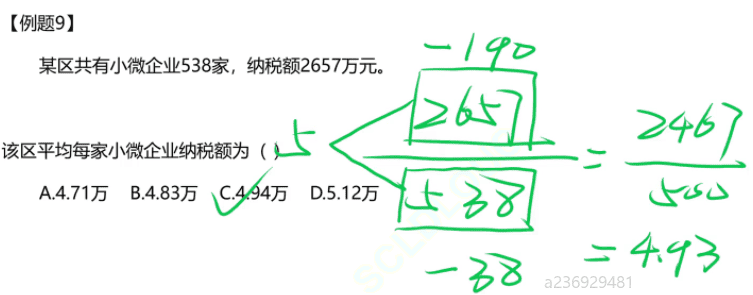 【例题9】
某区共有小微企业538家，纳税额2657万元。
该区平均每家小微企业纳税额为（ ）
A.4.71万 B.4.83万 C.4.94万 D.5.12万
5
-190
2657
538
-38
= 2467
500
= 4.93
a236929481